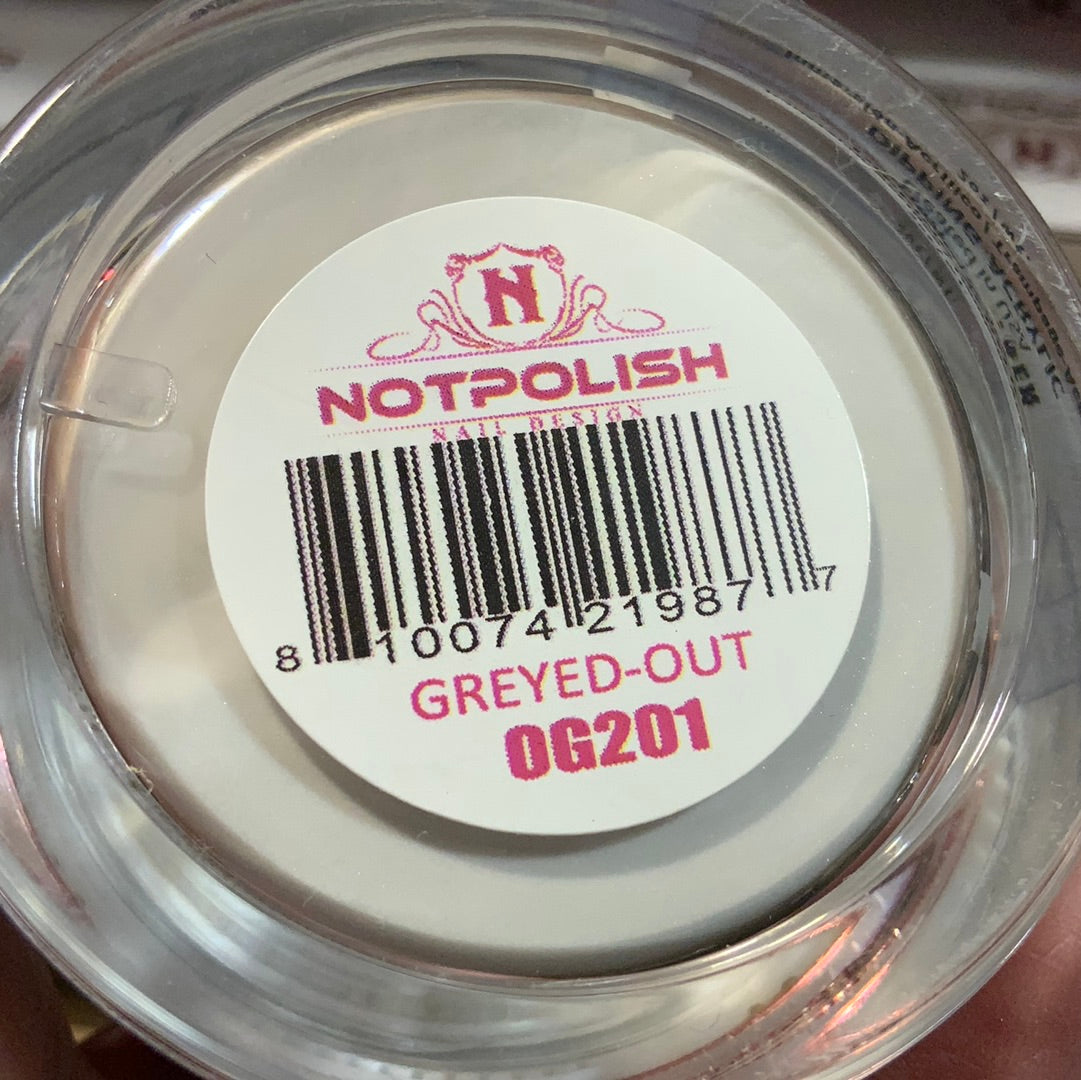 N
NOTPOLISH
NAIL DESIGN
8 10074 21987 7
GREYED-OUT
OG201
N